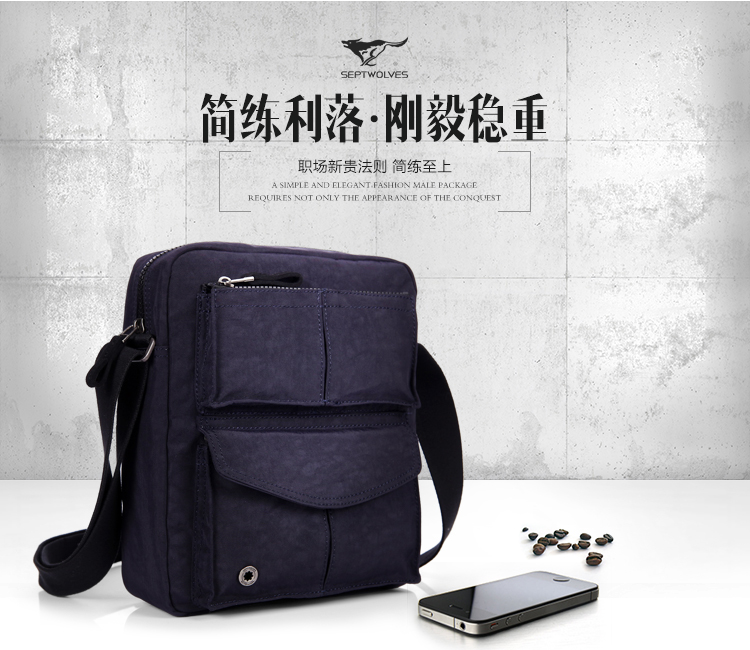 SEPTWOLVES
简练利落·刚毅稳重
职场新贵法则 简练至上
A SIMPLE AND ELEGANT.FASHION MALE PACKAGE
REQUIRES NOT ONLY THE APPEARANCE OF THE CONQUEST